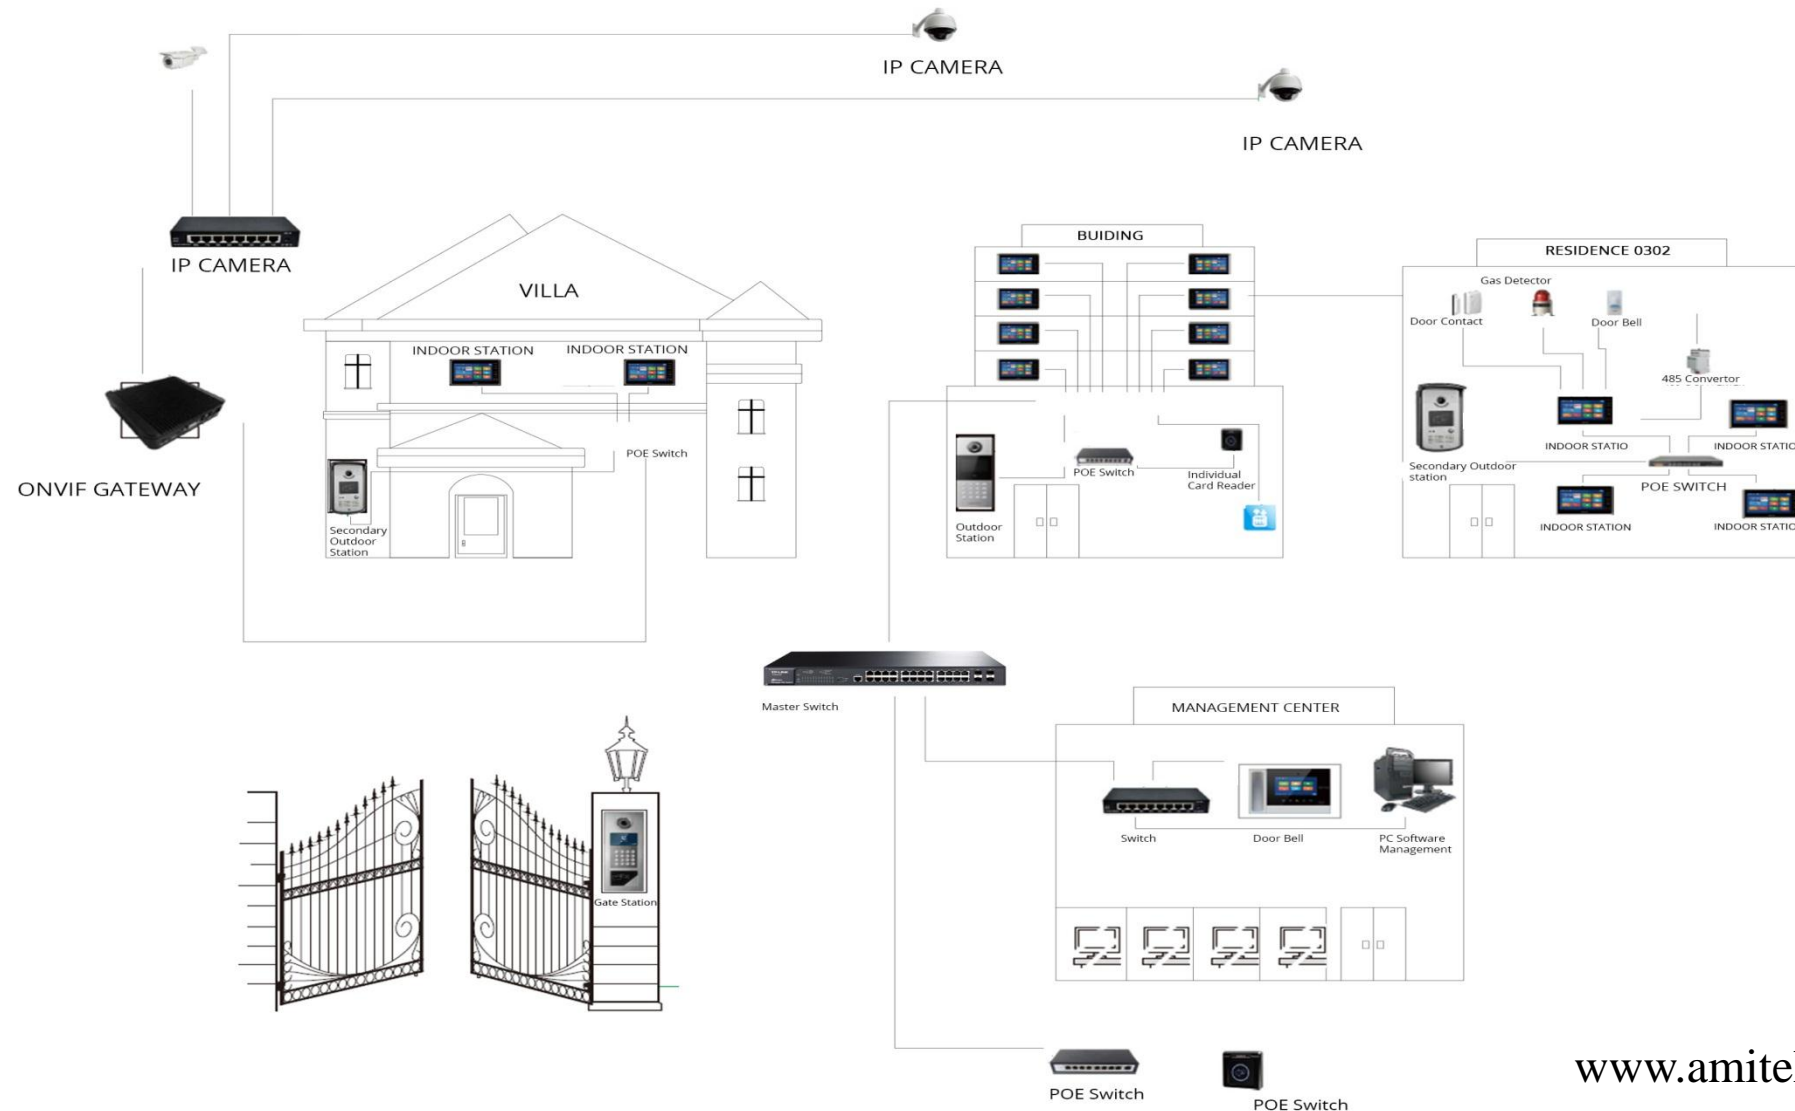 IP CAMERA
IP CAMERA
IP CAMERA
ONVIF GATEWAY
VILLA
INDOOR STATION
INDOOR STATION
POE Switch
Secondary
Outdoor
Station
BUIDING
POE Switch
Individual
Card Reader
Outdoor
Station
RESIDENCE 0302
Gas Detector
Door Contact
Door Bell
485 Convertor
INDOOR STATIO
INDOOR STATIO
Secondary Outdoor
station
POE SWITCH
INDOOR STATION
INDOOR STATIO
Master Switch
MANAGEMENT CENTER
Switch
Door Bell
PC Software
Management
Gate Station
POE Switch
POE Switch
www.amite